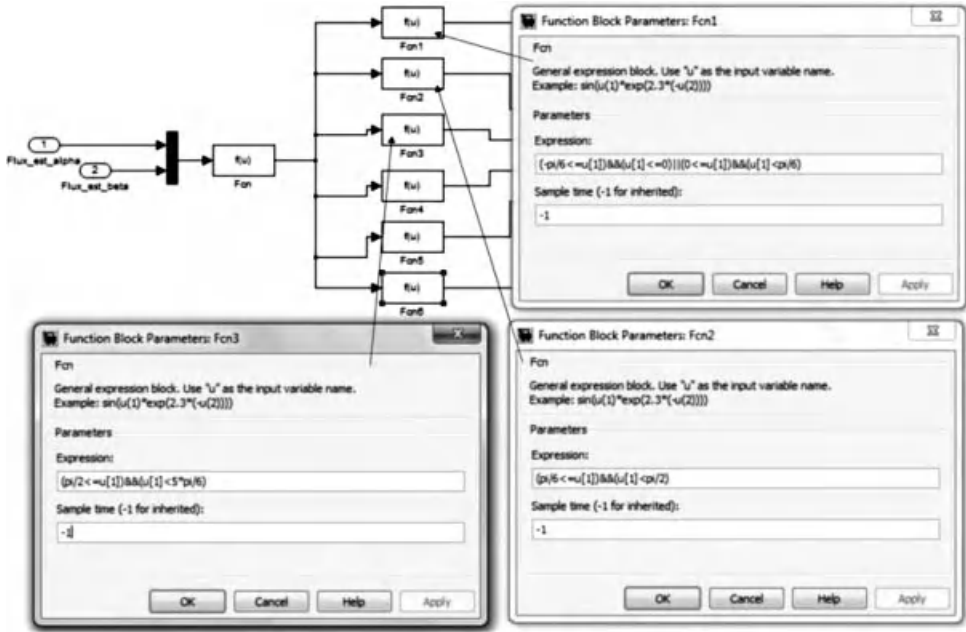 f(u)
Fcn1
f(u)
Fcn2
1
Flux_est_alpha
2
Flux_est_beta
f(u)
Fcn
f(u)
Fcn3
f(u)
Fcn4
f(u)
Fcn5
f(u)
Fcn6
Function Block Parameters: Fcn1
Fcn
General expression block. Use "u" as the input variable name.
Example: sin(u(1)*exp(2.3*(-u(2))))
Parameters
Expression:
(-pi/6<=u[1])&&(u[1]<=0)||(0<=u[1])&&(u[1]<pi/6)
Sample time (-1 for inherited):
-1
OK Cancel Help Apply
Function Block Parameters: Fcn3
Fcn
General expression block. Use "u" as the input variable name.
Example: sin(u(1)*exp(2.3*(-u(2))))
Parameters
Expression:
(pi/2<=u[1])&&(u[1]<5*pi/6)
Sample time (-1 for inherited):
-1
OK Cancel Help Apply
Function Block Parameters: Fcn2
Fcn
General expression block. Use "u" as the input variable name.
Example: sin(u(1)*exp(2.3*(-u(2))))
Parameters
Expression:
(pi/6<=u[1])&&(u[1]<pi/2)
Sample time (-1 for inherited):
-1
OK Cancel Help Apply